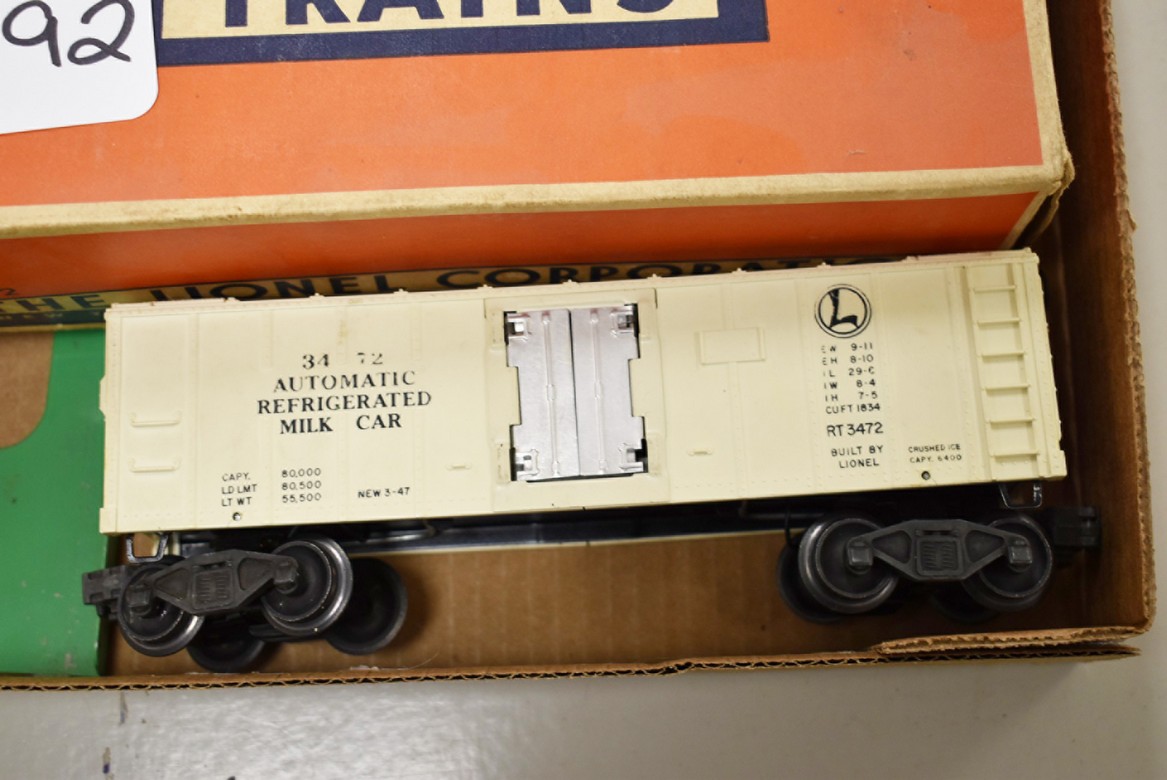 92
TRAINS
THE LIONEL CORPORATION
3472
AUTOMATIC
REFRIGERATED
MILK CAR
CAPY. 80,000
LD LMT 80,500
LT WT 55,500
NEW 3-47
L
EW 9-11
EH 8-10
IL 29-6
IW 8-4
IH 7-5
CU FT 1834
RT 3472
BUILT BY
LIONEL
CRUSHED ICE
CAPY. 6400